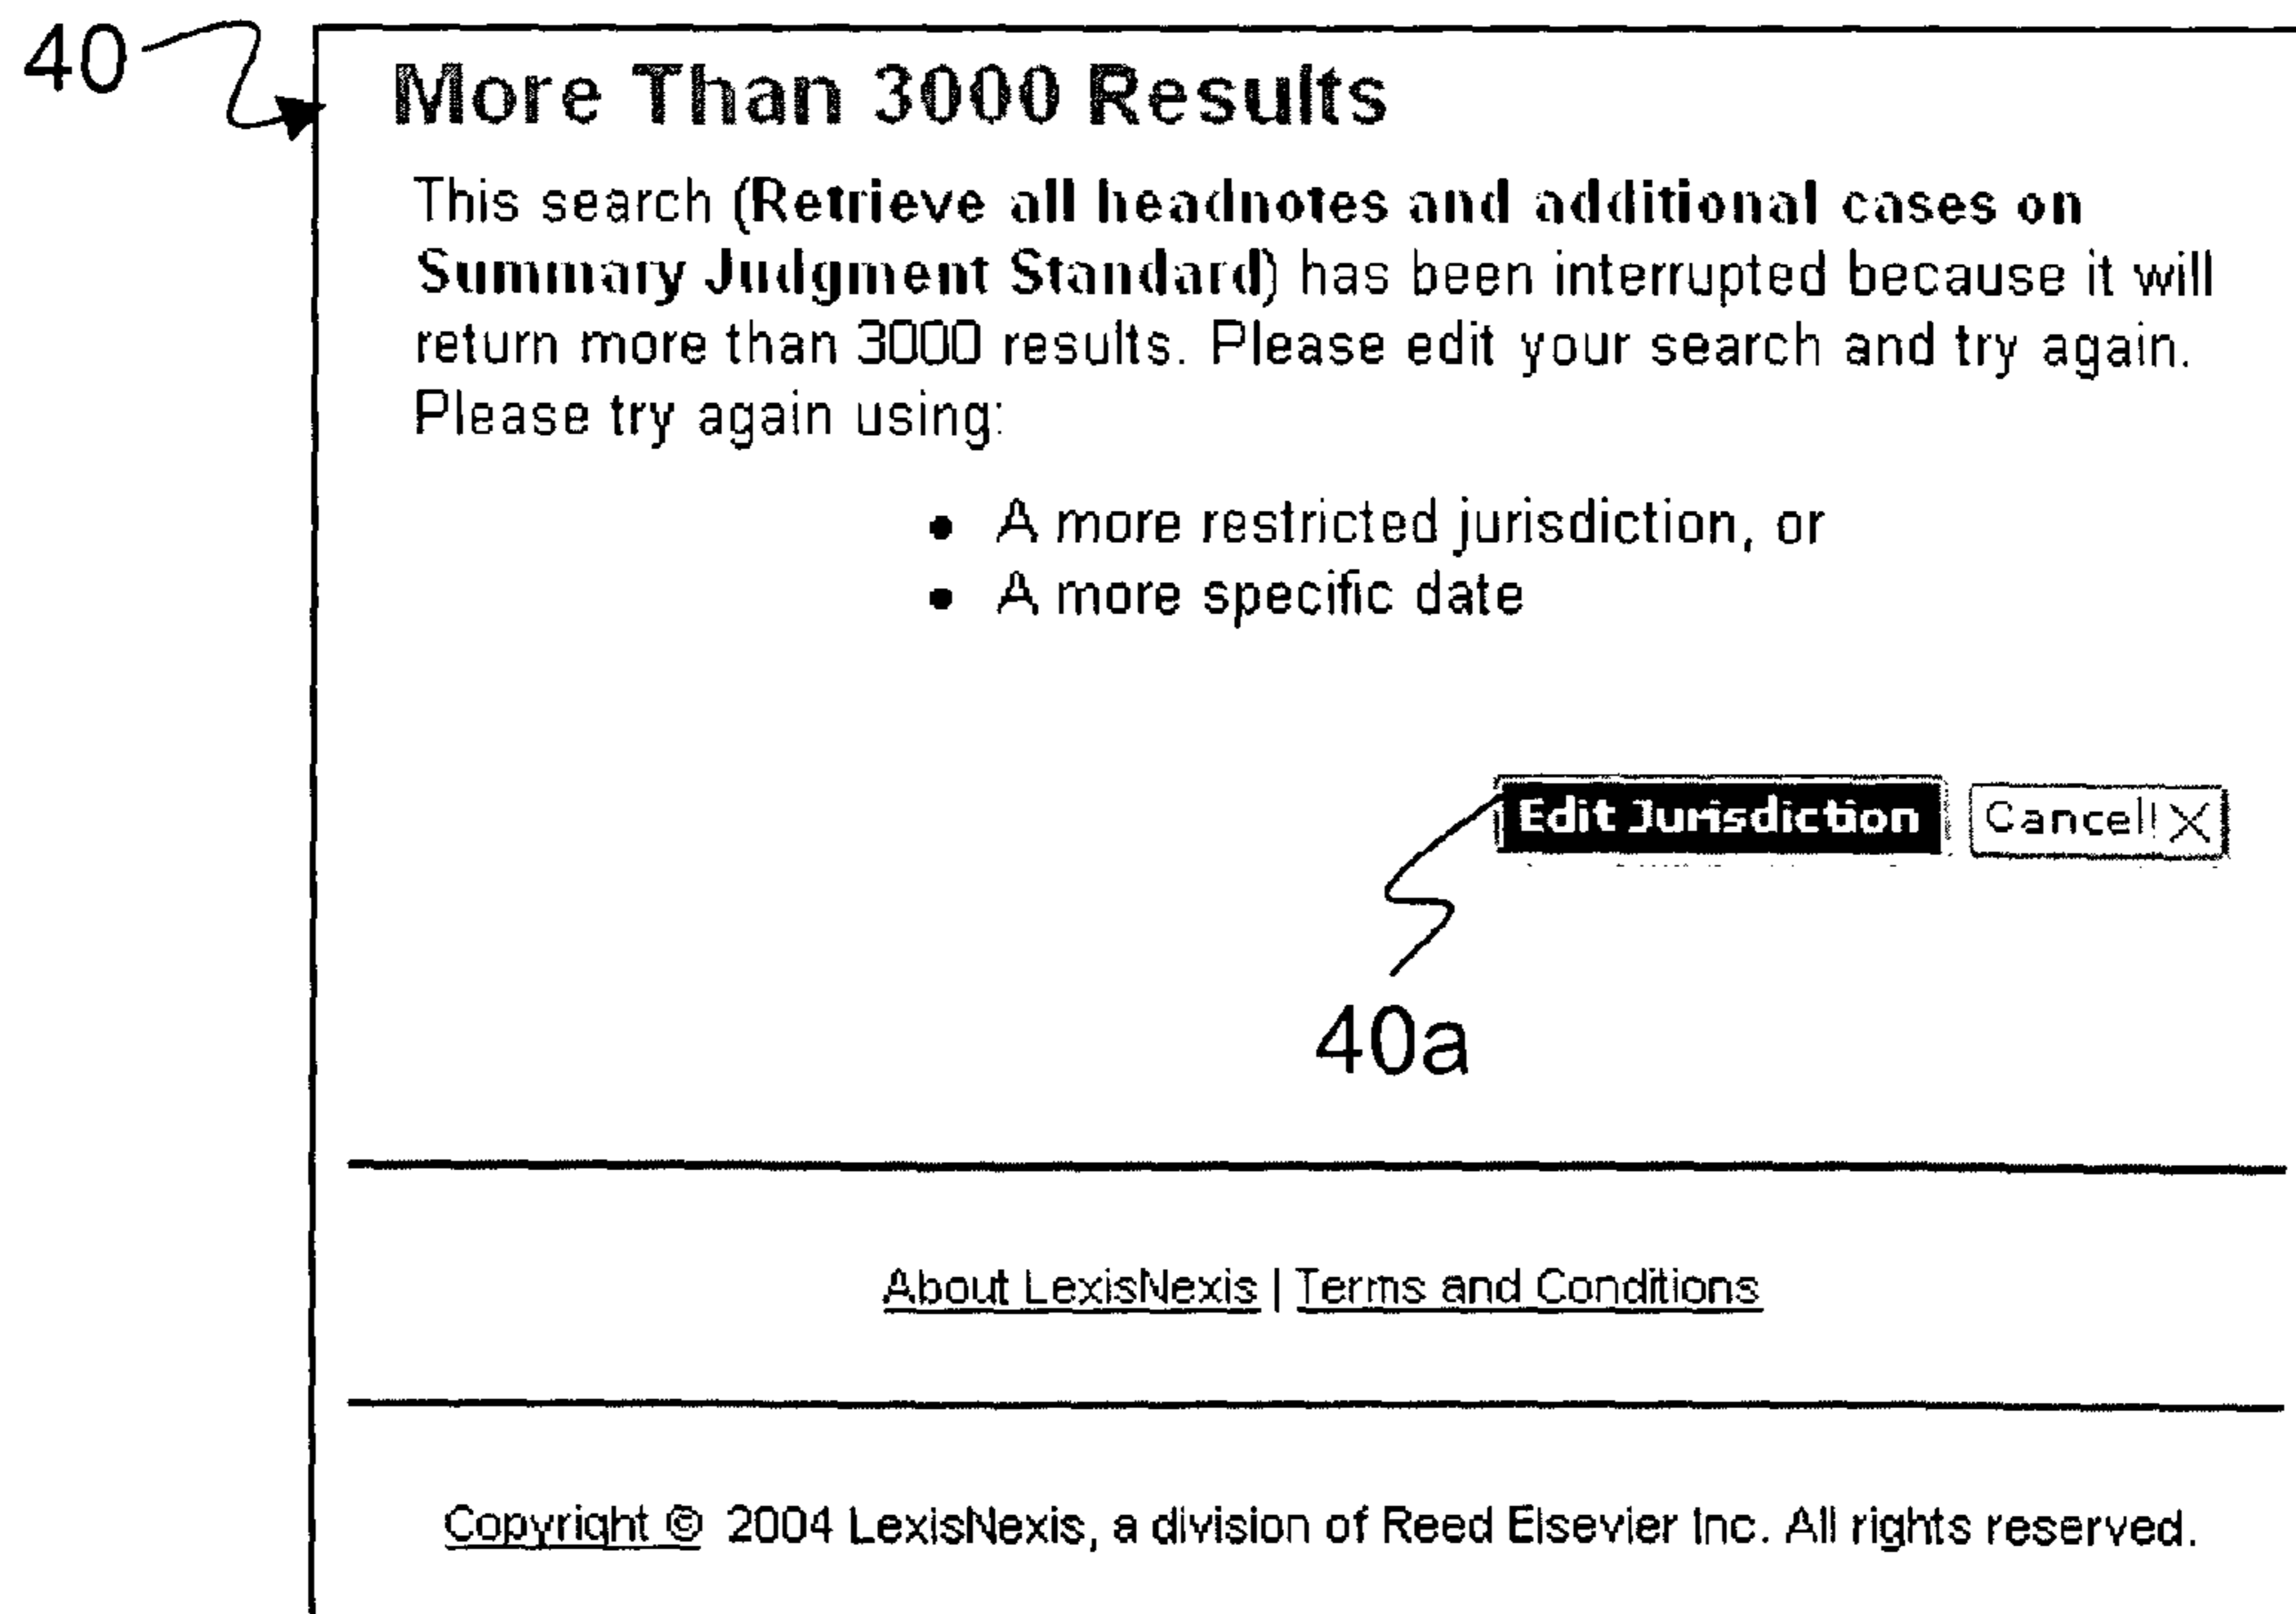 40
More Than 3000 Results
This search (Retrieve all headnotes and additional cases on
Summary Judgment Standard) has been interrupted because it will
return more than 3000 results. Please edit your search and try again.
Please try again using:
• A more restricted jurisdiction, or
• A more specific date
Edit Jurisdiction Cancel X
40a
About LexisNexis | Terms and Conditions
Copyright © 2004 LexisNexis, a division of Reed Elsevier Inc. All rights reserved.